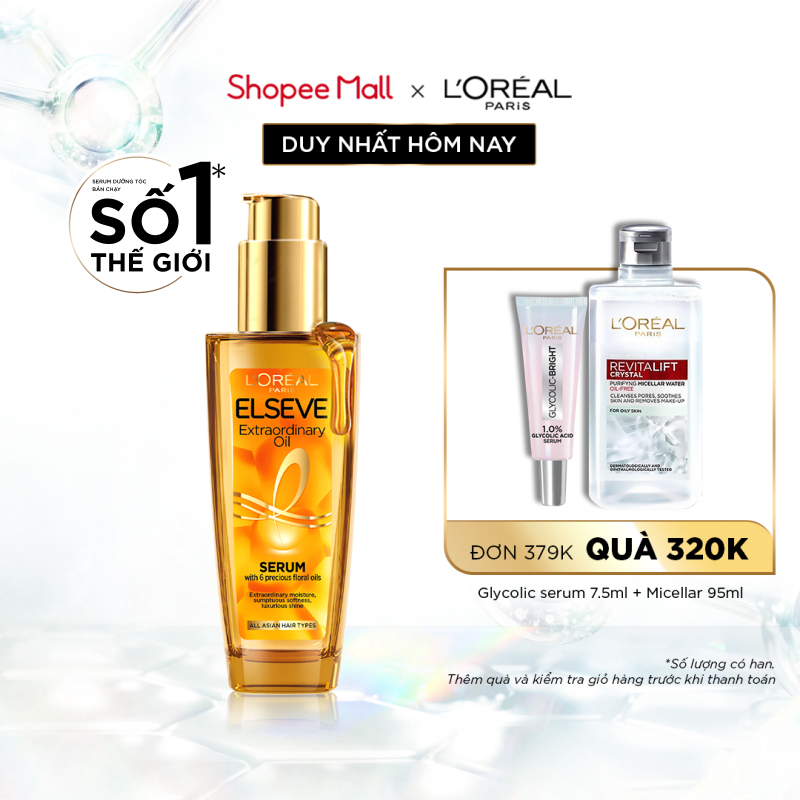 Shopee Mall × L'ORÉAL
PARIS
DUY NHẤT HÔM NAY
SERUM DƯỠNG TÓC
BÁN CHẠY
SỐ 1*
THẾ GIỚI
L'ORÉAL
PARIS
ELSEVE
Extraordinary
Oil
SERUM
with 6 precious floral oils
Extraordinary moisture,
sumptuous softness,
luxurious shine
ALL ASIAN HAIR TYPES
L'ORÉAL
PARIS
GLYCOLIC-BRIGHT
1.0%
GLYCOLIC ACID
SERUM
L'ORÉAL
PARIS
REVITALIFT
CRYSTAL
PURIFYNG MICELLAR WATER
OIL-FREE
CLEANSES PORES, SOOTHES
SKIN AND REMOVES MAKE-UP
FOR OILY SKIN
DERMATOLOGICALLY AND
OPHTHALMOLOGICALLY TESTED
ĐƠN 379K QUÀ 320K
Glycolic serum 7.5ml + Micellar 95ml
*Số lượng có hạn.
Thêm quà và kiểm tra giỏ hàng trước khi thanh toán